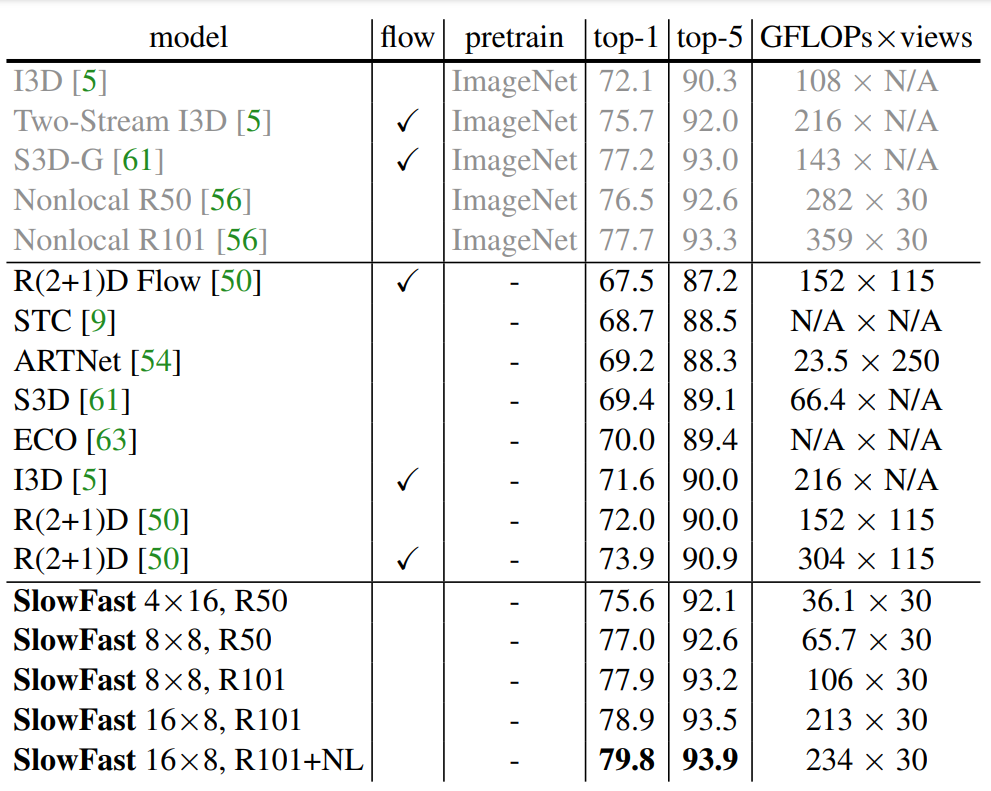 model flow pretrain top-1 top-5 GFLOPs×views
I3D [5] ImageNet 72.1 90.3 108 × N/A
Two-Stream I3D [5] ✓ ImageNet 75.7 92.0 216 × N/A
S3D-G [61] ✓ ImageNet 77.2 93.0 143 × N/A
Nonlocal R50 [56] ImageNet 76.5 92.6 282 × 30
Nonlocal R101 [56] ImageNet 77.7 93.3 359 × 30
R(2+1)D Flow [50] ✓ - 67.5 87.2 152 × 115
STC [9] - 68.7 88.5 N/A × N/A
ARTNet [54] - 69.2 88.3 23.5 × 250
S3D [61] - 69.4 89.1 66.4 × N/A
ECO [63] - 70.0 89.4 N/A × N/A
I3D [5] ✓ - 71.6 90.0 216 × N/A
R(2+1)D [50] - 72.0 90.0 152 × 115
R(2+1)D [50] ✓ - 73.9 90.9 304 × 115
SlowFast 4×16, R50 - 75.6 92.1 36.1 × 30
SlowFast 8×8, R50 - 77.0 92.6 65.7 × 30
SlowFast 8×8, R101 - 77.9 93.2 106 × 30
SlowFast 16×8, R101 - 78.9 93.5 213 × 30
SlowFast 16×8, R101+NL - 79.8 93.9 234 × 30